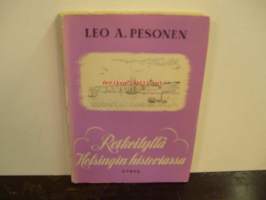 LEO A. PESONEN
Retkeilyllä
Helsingin historiassa
OTAVA